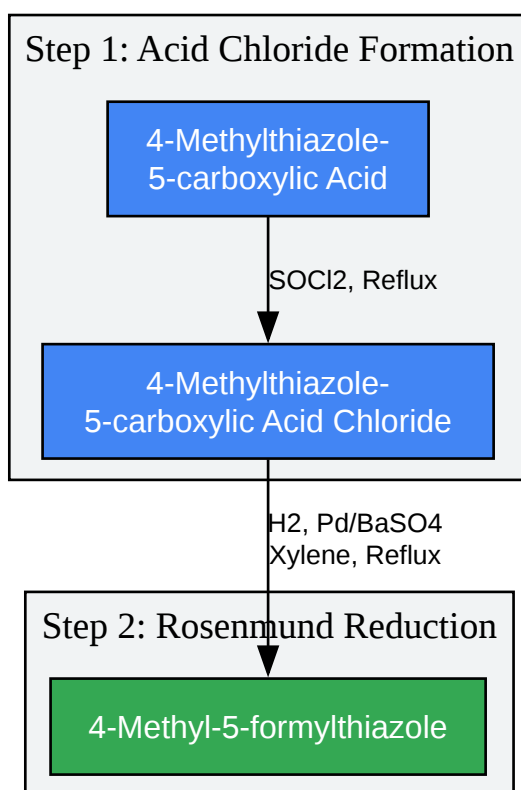 Step 1: Acid Chloride Formation
4-Methylthiazole-
5-carboxylic Acid
SOCl2, Reflux
4-Methylthiazole-
5-carboxylic Acid Chloride
H2, Pd/BaSO4
Xylene, Reflux
Step 2: Rosenmund Reduction
4-Methyl-5-formylthiazole